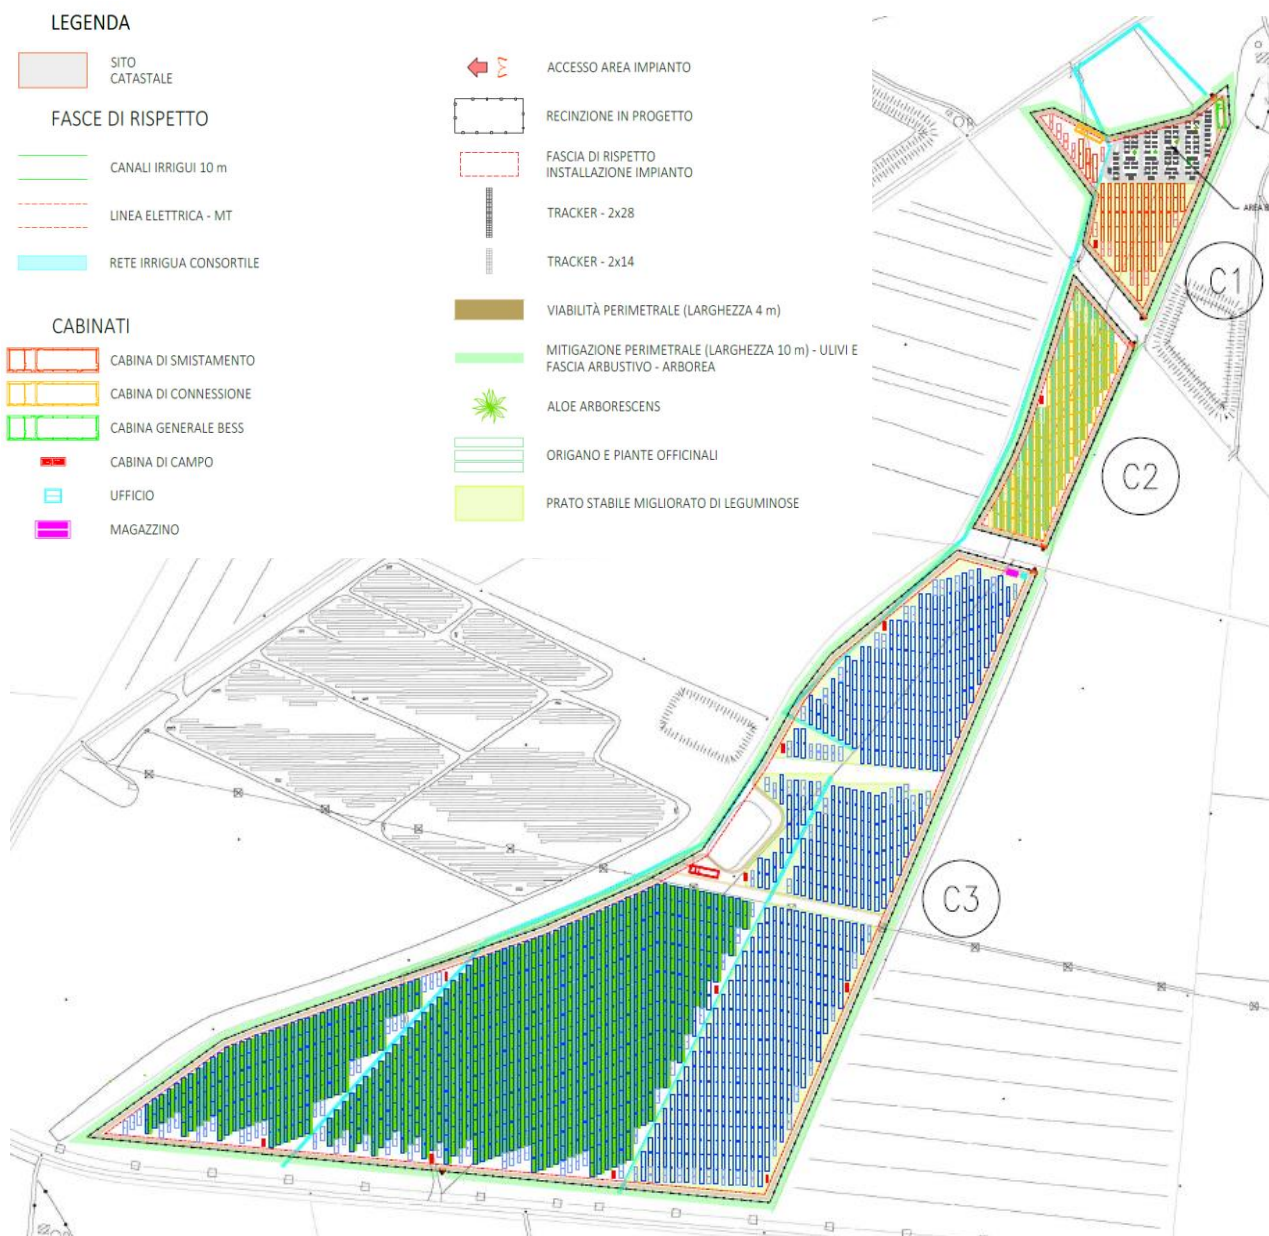 LEGENDA
SITO
CATASTALE
FASCE DI RISPETTO
CANALI IRRIGUI 10 m
LINEA ELETTRICA - MT
RETE IRRIGUA CONSORTILE
CABINATI
CABINA DI SMISTAMENTO
CABINA DI CONNESSIONE
CABINA GENERALE BESS
CABINA DI CAMPO
UFFICIO
MAGAZZINO
ACCESSO AREA IMPIANTO
RECINZIONE IN PROGETTO
FASCIA DI RISPETTO
INSTALLAZIONE IMPIANTO
TRACKER - 2x28
TRACKER - 2x14
VIABILITÀ PERIMETRALE (LARGHEZZA 4 m)
MITIGAZIONE PERIMETRALE (LARGHEZZA 10 m) - ULIVI E
FASCIA ARBUSTIVO - ARBOREA
ALOE ARBORESCENS
ORIGANO E PIANTE OFFICINALI
PRATO STABILE MIGLIORATO DI LEGUMINOSE
AREA
C1
C2
C3